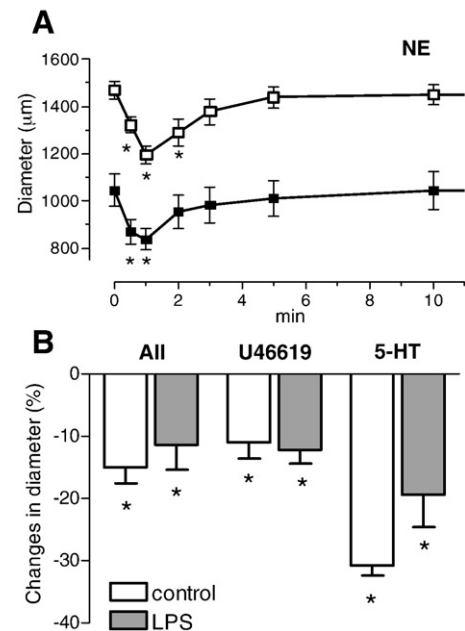 A
NE
1600
1400
1200
1000
800
Diameter (µm)
* * *
* *
0 2 4 6 8 10
min
B
AII U46619 5-HT
0
-10
-20
-30
-40
Changes in diameter (%)
* * * * * *
control
LPS